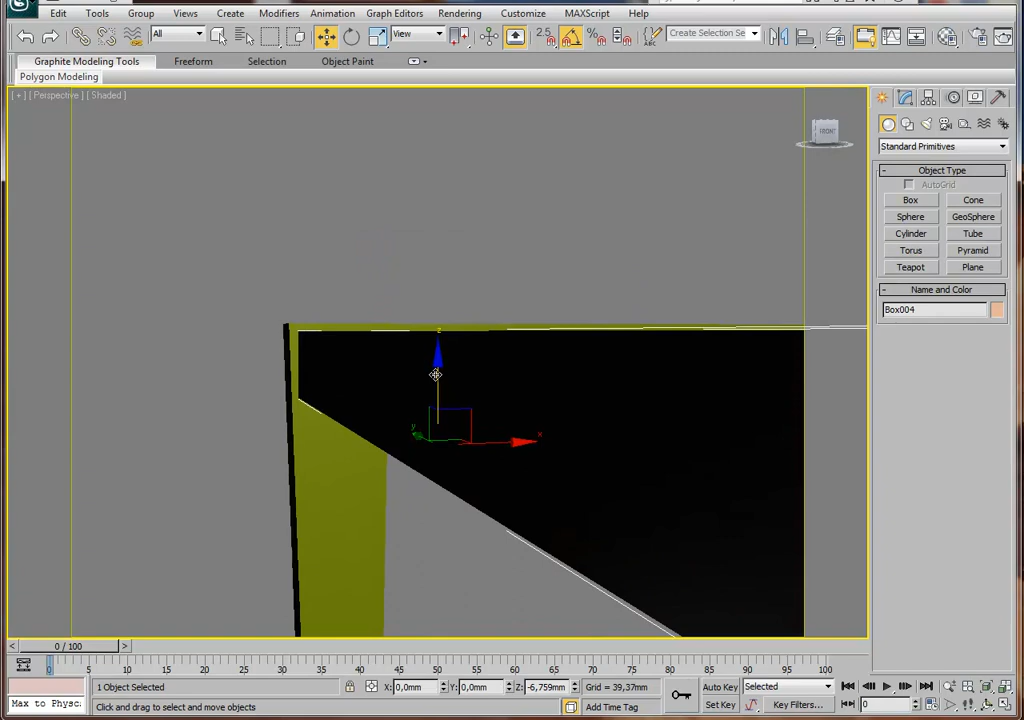 Edit Tools Group Views Create Modifiers Animation Graph Editors Rendering Customize MAXScript Help
All View 2.5 Create Selection Se
Graphite Modeling Tools Freeform Selection Object Paint
Polygon Modeling
[ + ] [ Perspective ] [ Shaded ]
FRONT
Standard Primitives
- Object Type
AutoGrid
Box Cone
Sphere GeoSphere
Cylinder Tube
Torus Pyramid
Teapot Plane
- Name and Color
Box004
z
y
x
< 0 / 100 >
0 5 10 15 20 25 30 35 40 45 50 55 60 65 70 75 80 85 90 95 100
1 Object Selected X: 0,0mm Y: 0,0mm Z: -6,759mm Grid = 39,37mm Auto Key Selected
Max to Physc Click and drag to select and move objects Add Time Tag Set Key Key Filters... 0